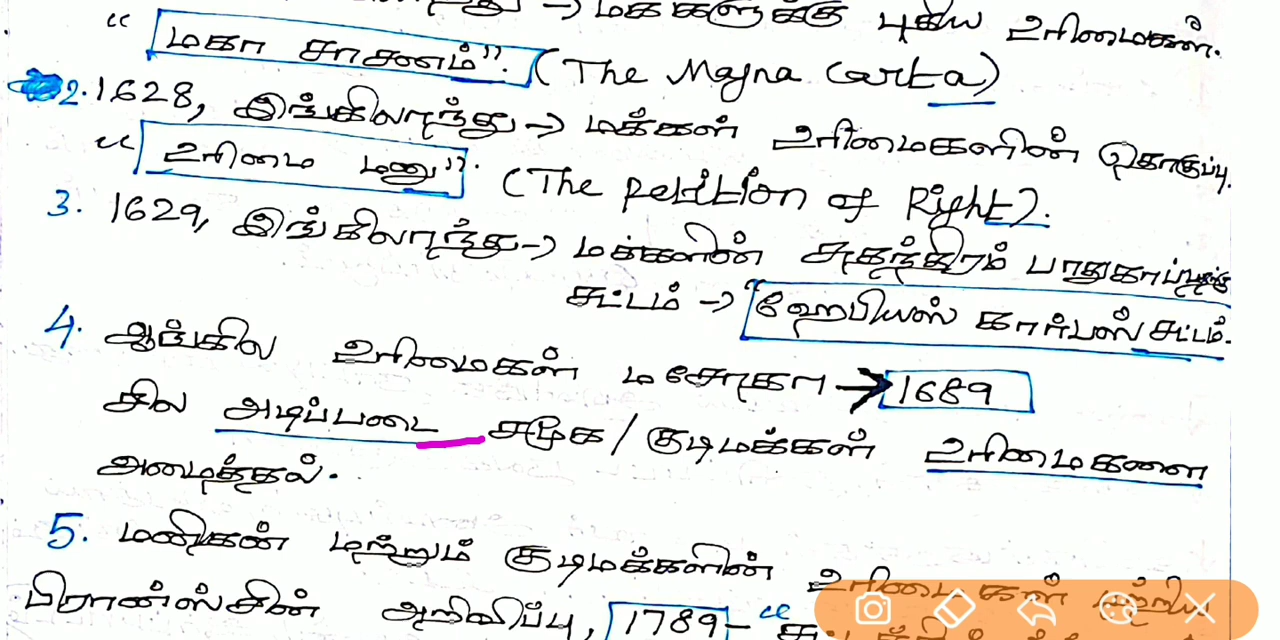 → மக்களுக்கு புதிய உரிமைகள்.
“மகா சாசனம்”. (The Magna Carta)
2. 1628, இங்கிலாந்து → மக்கள் உரிமைகளின் தொகுப்பு.
“உரிமை மனு”. (The Petition of Right).
3. 1629, இங்கிலாந்து → மக்களின் சுதந்திரம்
சட்டம் → “ஹேபியஸ் கார்பஸ் சட்டம்.
4. ஆங்கில உரிமைகள் மசோதா → 1689
சில அடிப்படை சமூக / குடிமக்கள் உரிமைகளை
அமைத்தல்.
5. மனிதன் மற்றும் குடிமக்களின் உரிமைகள் பற்றிய
பிரான்ஸ்சின் அறிவிப்பு, 1789 – “